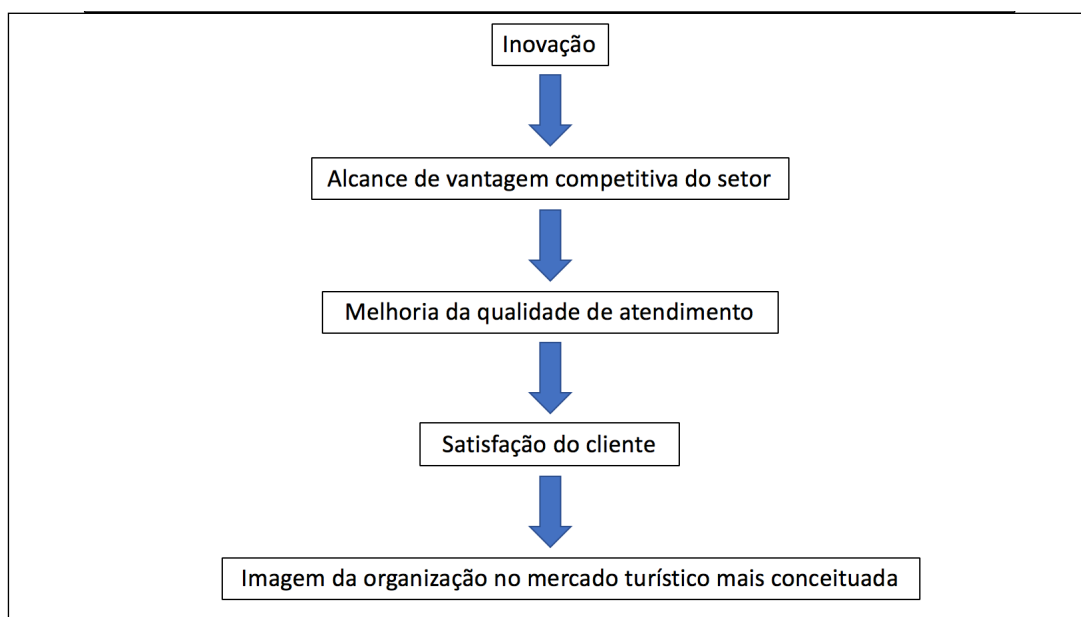 Inovação
Alcance de vantagem competitiva do setor
Melhoria da qualidade de atendimento
Satisfação do cliente
Imagem da organização no mercado turístico mais conceituada